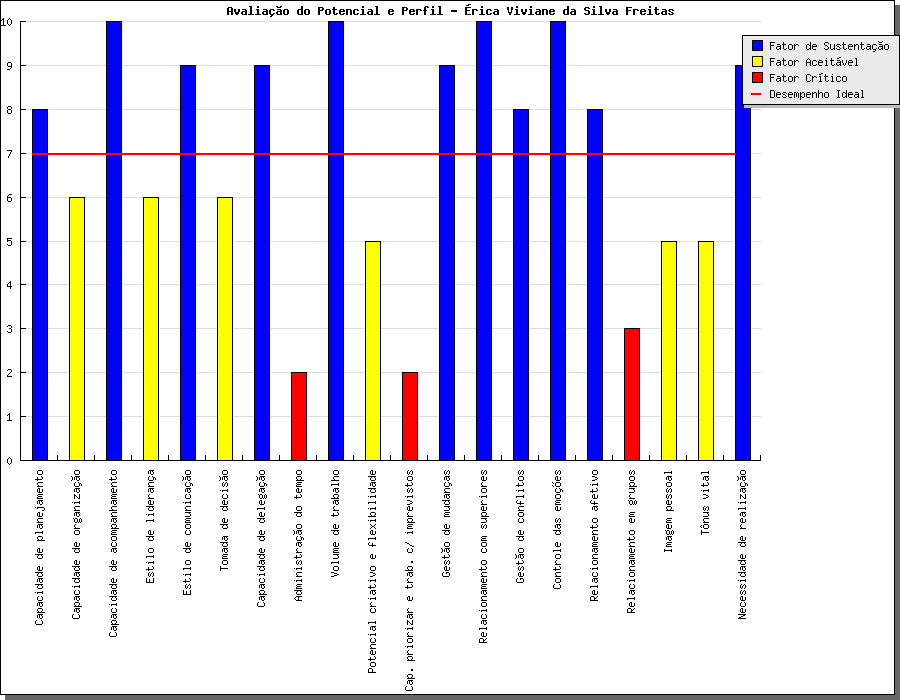 Avaliação do Potencial e Perfil - Érica Viviane da Silva Freitas
Fator de Sustentação
Fator Aceitável
Fator Crítico
Desempenho Ideal
10
9
8
7
6
5
4
3
2
1
0
Capacidade de planejamento
Capacidade de organização
Capacidade de acompanhamento
Estilo de liderança
Estilo de comunicação
Tomada de decisão
Capacidade de delegação
Administração do tempo
Volume de trabalho
Potencial criativo e flexibilidade
Cap. priorizar e trab. c/ imprevistos
Gestão de mudanças
Relacionamento com superiores
Gestão de conflitos
Controle das emoções
Relacionamento afetivo
Relacionamento em grupos
Imagem pessoal
Tônus vital
Necessidade de realização